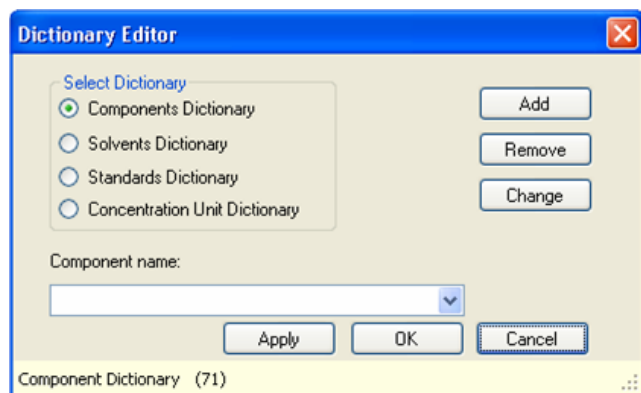 Dictionary Editor
Select Dictionary
Components Dictionary
Solvents Dictionary
Standards Dictionary
Concentration Unit Dictionary
Add
Remove
Change
Component name:
Apply
OK
Cancel
Component Dictionary (71)